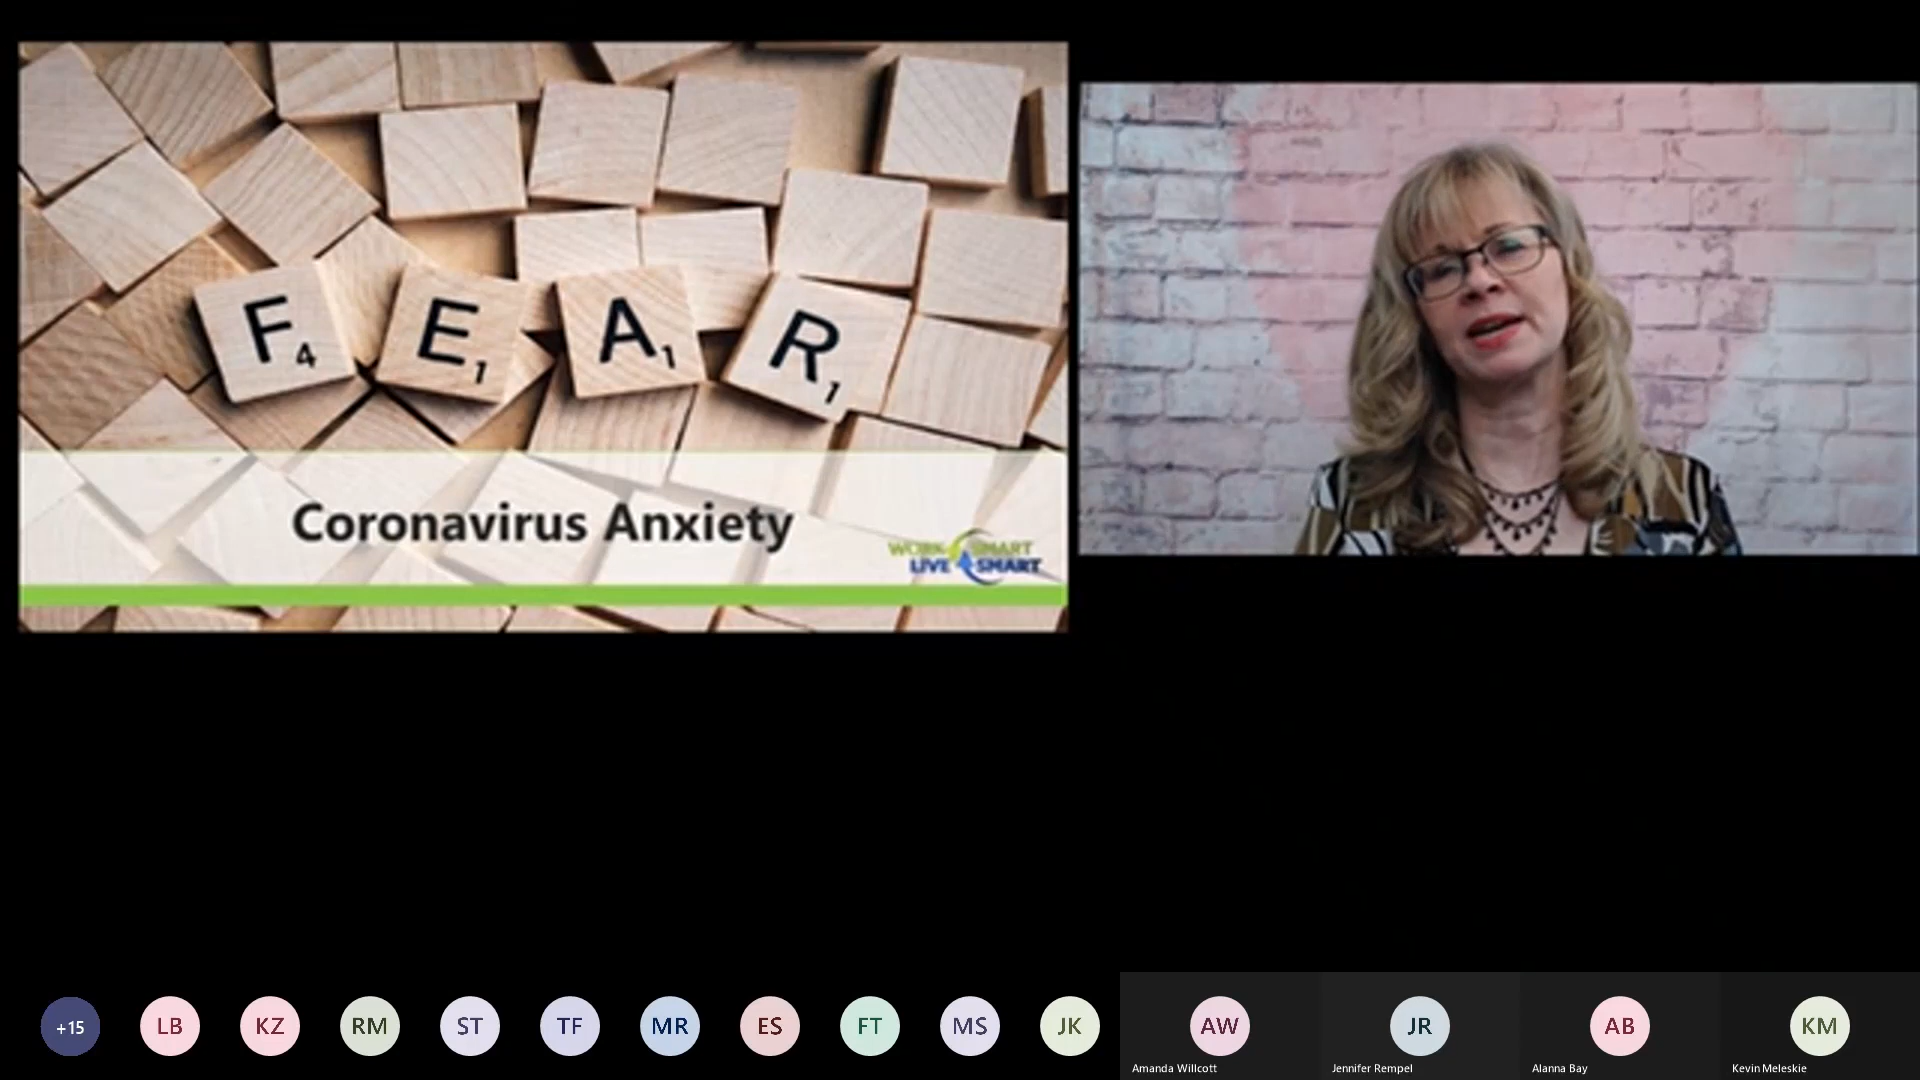 F4 E1 A1 R1
Coronavirus Anxiety
WORK SMART
LIVE SMART
+15 LB KZ RM ST TF MR ES FT MS JK AW JR AB KM
Amanda Willcott Jennifer Rempel Alanna Bay Kevin Meleskie